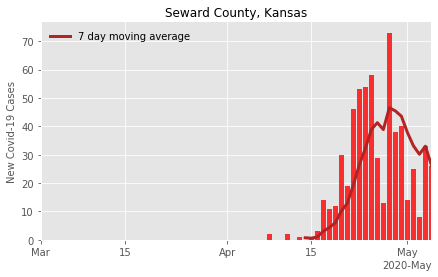 Seward County, Kansas
7 day moving average
New Covid-19 Cases
70
60
50
40
30
20
10
0
Mar
15
Apr
15
May
2020-May